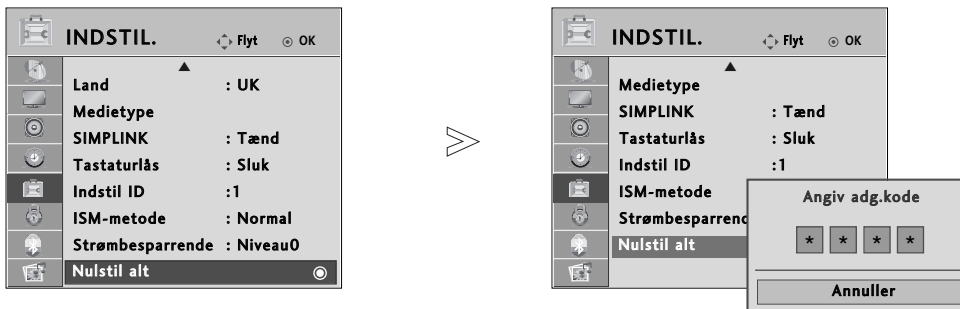 INDSTIL. Flyt OK
Land : UK
Medietype
SIMPLINK : Tænd
Tastaturlås : Sluk
Indstil ID :1
ISM-metode : Normal
Strømbesparrende : Niveau0
Nulstil alt
INDSTIL. Flyt OK
Medietype
SIMPLINK : Tænd
Tastaturlås : Sluk
Indstil ID :1
ISM-metode
Strømbesparrend
Nulstil alt
Angiv adg.kode
* * * *
Annuller